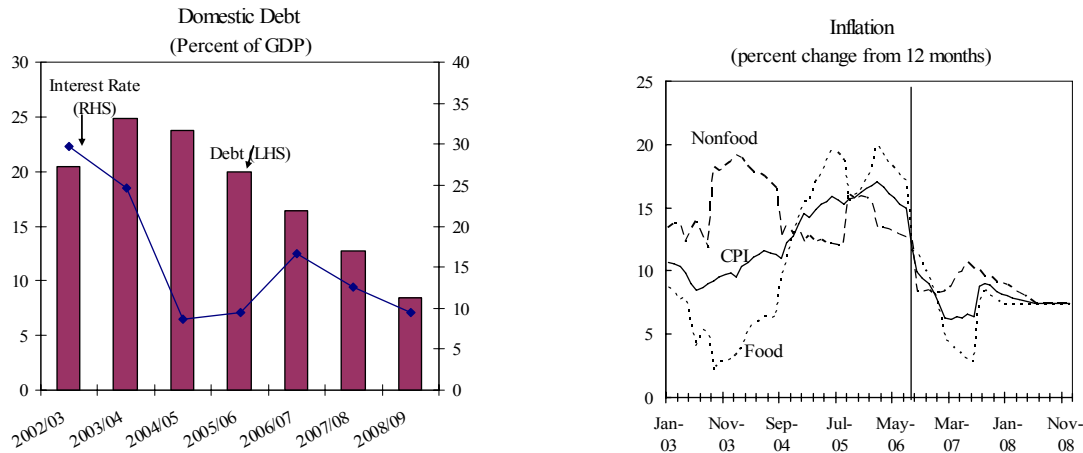 Domestic Debt
(Percent of GDP)
30
25
20
15
10
5
0
40
35
30
25
20
15
10
5
0
Interest Rate
(RHS)
Debt (LHS)
2002/03
2003/04
2004/05
2005/06
2006/07
2007/08
2008/09
Inflation
(percent change from 12 months)
25
20
15
10
5
0
Nonfood
CPI
Food
Jan-
03
Nov-
03
Sep-
04
Jul-
05
May-
06
Mar-
07
Jan-
08
Nov-
08